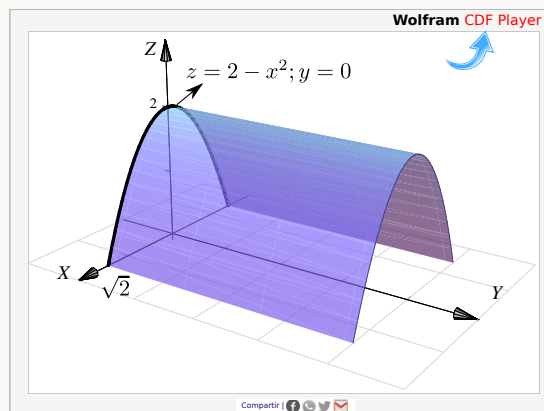 Wolfram CDF Player
Z
z = 2 − x²; y = 0
2
X
√2
Y
Compartir |